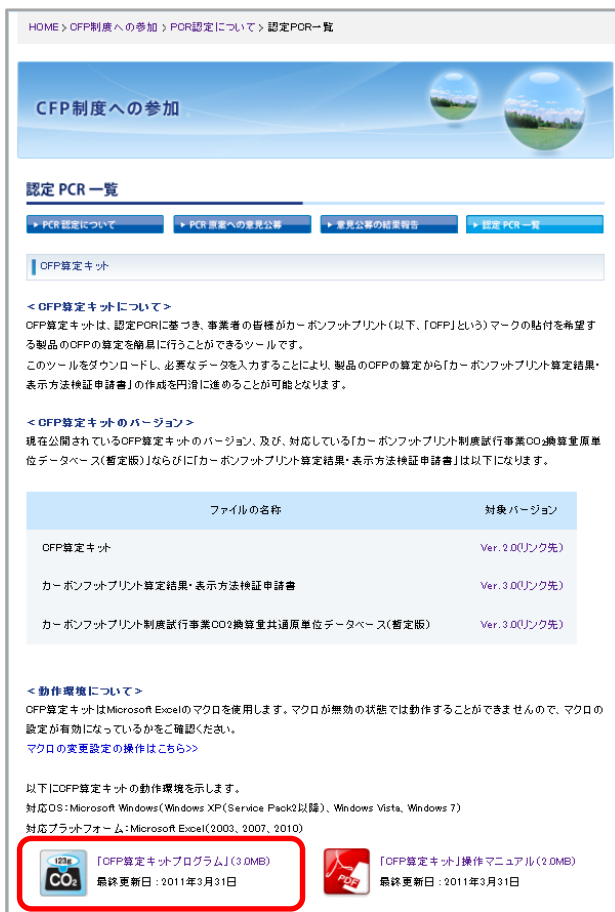 HOME > CFP制度への参加 > PCR認定について > 認定PCR一覧
CFP制度への参加
認定 PCR 一覧
PCR 認定について
PCR 原案への意見公募
意見公募の結果報告
認定 PCR 一覧
CFP算定キット
<CFP算定キットについて>
CFP算定キットは、認定PCRに基づき、事業者の皆様がカーボンフットプリント(以下、「CFP」という)マークの貼付を希望す
る製品のCFPの算定を簡易に行うことができるツールです。
このツールをダウンロードし、必要なデータを入力することにより、製品のCFPの算定から「カーボンフットプリント算定結果・
表示方法検証申請書」の作成を円滑に進めることが可能となります。
<CFP算定キットのバージョン>
現在公開されているCFP算定キットのバージョン、及び、対応している「カーボンフットプリント制度試行事業CO2換算量原単
位データベース(暫定版)」ならびに「カーボンフットプリント算定結果・表示方法検証申請書」は以下になります。
ファイルの名称 対象バージョン
CFP算定キット Ver.2.0(リンク先)
カーボンフットプリント算定結果・表示方法検証申請書 Ver.3.0(リンク先)
カーボンフットプリント制度試行事業CO2換算量共通原単位データベース(暫定版) Ver.3.0(リンク先)
<動作環境について>
CFP算定キットはMicrosoft Excelのマクロを使用します。マクロが無効の状態では動作することができませんので、マクロの
設定が有効になっているかをご確認ください。
マクロの変更設定の操作はこちら>>
以下にCFP算定キットの動作環境を示します。
対応OS:Microsoft Windows(Windows XP(Service Pack2以降)、Windows Vista、Windows 7)
対応プラットフォーム:Microsoft Excel(2003、2007、2010)
123g
CO2
「CFP算定キットプログラム」(3.0MB)
最終更新日:2011年3月31日
PDF
「CFP算定キット」操作マニュアル(2.0MB)
最終更新日:2011年3月31日